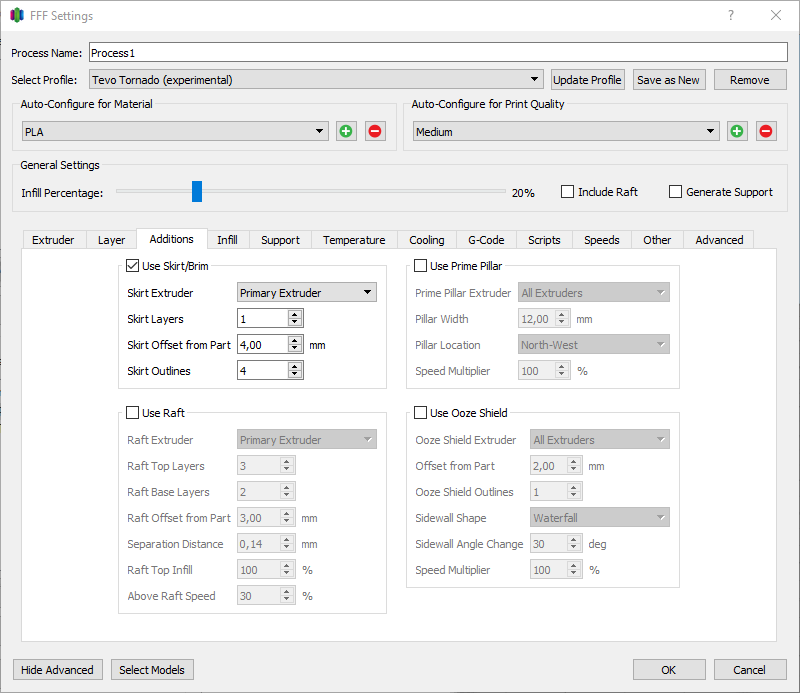 FFF Settings
Process Name: Process1
Select Profile: Tevo Tornado (experimental) Update Profile Save as New Remove
Auto-Configure for Material Auto-Configure for Print Quality
PLA Medium
General Settings
Infill Percentage: 20% Include Raft Generate Support
Extruder Layer Additions Infill Support Temperature Cooling G-Code Scripts Speeds Other Advanced
Use Skirt/Brim
Skirt Extruder Primary Extruder
Skirt Layers 1
Skirt Offset from Part 4,00 mm
Skirt Outlines 4
Use Prime Pillar
Prime Pillar Extruder All Extruders
Pillar Width 12,00 mm
Pillar Location North-West
Speed Multiplier 100 %
Use Raft
Raft Extruder Primary Extruder
Raft Top Layers 3
Raft Base Layers 2
Raft Offset from Part 3,00 mm
Separation Distance 0,14 mm
Raft Top Infill 100 %
Above Raft Speed 30 %
Use Ooze Shield
Ooze Shield Extruder All Extruders
Offset from Part 2,00 mm
Ooze Shield Outlines 1
Sidewall Shape Waterfall
Sidewall Angle Change 30 deg
Speed Multiplier 100 %
Hide Advanced Select Models OK Cancel